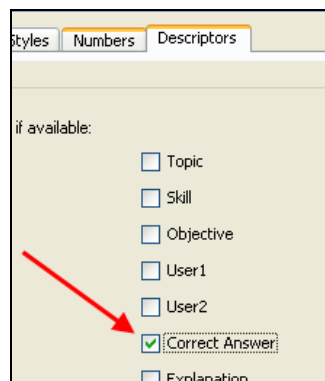 Styles Numbers Descriptors
if available:
Topic
Skill
Objective
User1
User2
Correct Answer
Explanation